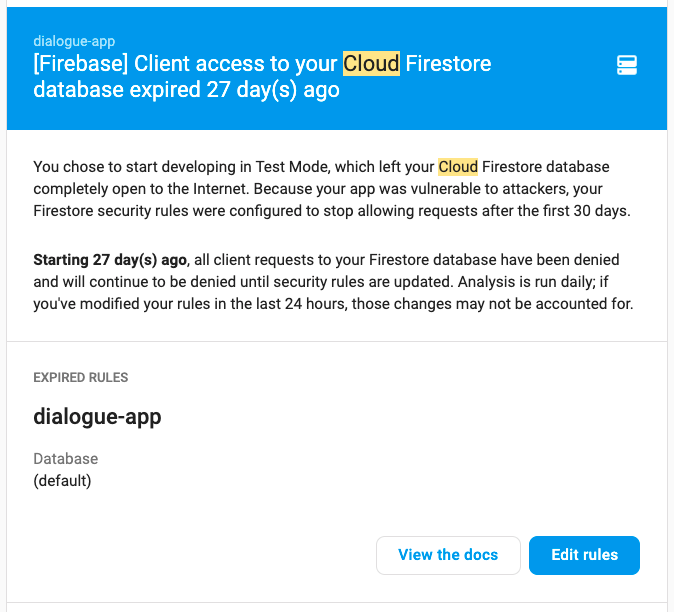 dialogue-app
[Firebase] Client access to your Cloud Firestore
database expired 27 day(s) ago
You chose to start developing in Test Mode, which left your Cloud Firestore database
completely open to the Internet. Because your app was vulnerable to attackers, your
Firestore security rules were configured to stop allowing requests after the first 30 days.
Starting 27 day(s) ago, all client requests to your Firestore database have been denied
and will continue to be denied until security rules are updated. Analysis is run daily; if
you've modified your rules in the last 24 hours, those changes may not be accounted for.
EXPIRED RULES
dialogue-app
Database
(default)
View the docs
Edit rules